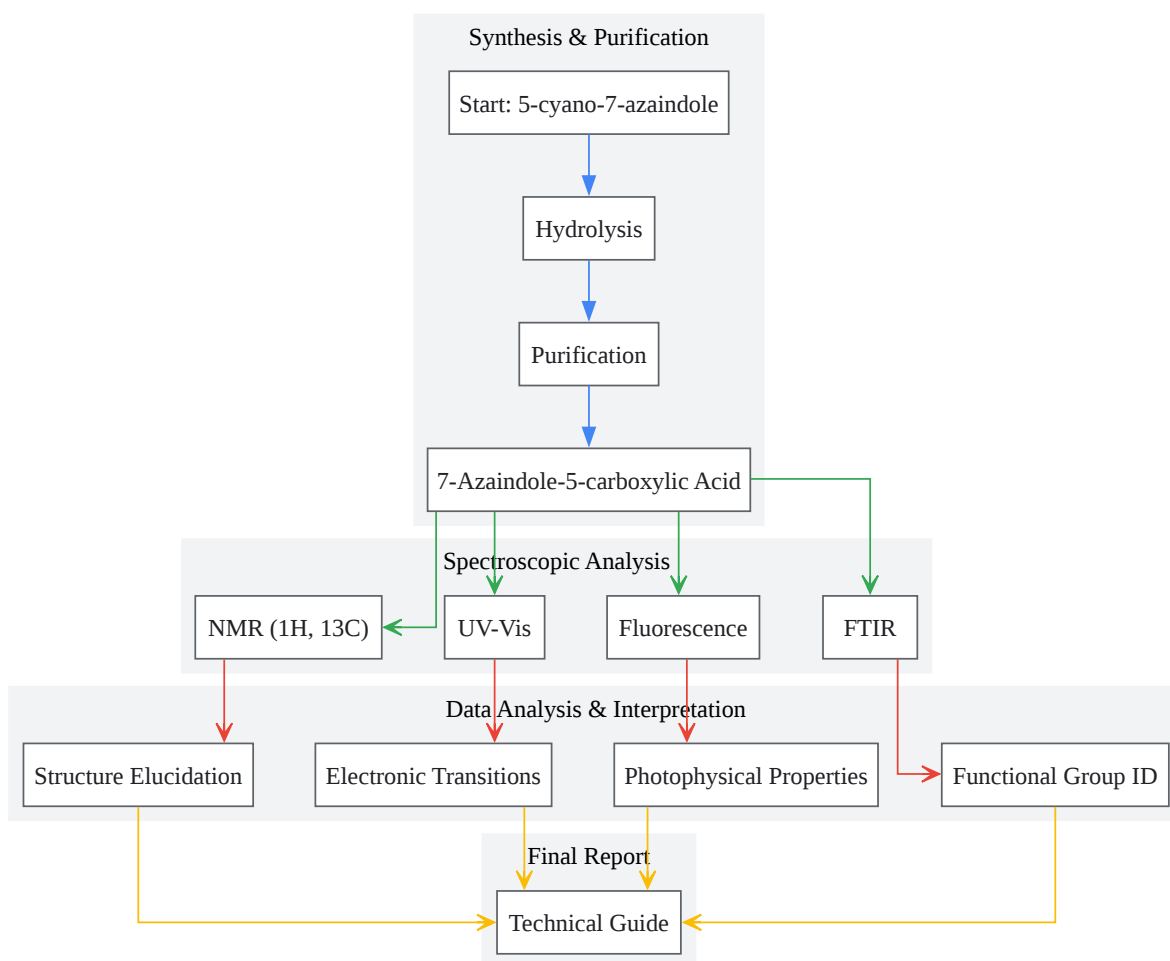 Synthesis & Purification
Start: 5-cyano-7-azaindole
Hydrolysis
Purification
7-Azaindole-5-carboxylic Acid
Spectroscopic Analysis
NMR (1H, 13C)
UV-Vis
Fluorescence
FTIR
Data Analysis & Interpretation
Structure Elucidation
Electronic Transitions
Photophysical Properties
Functional Group ID
Final Report
Technical Guide